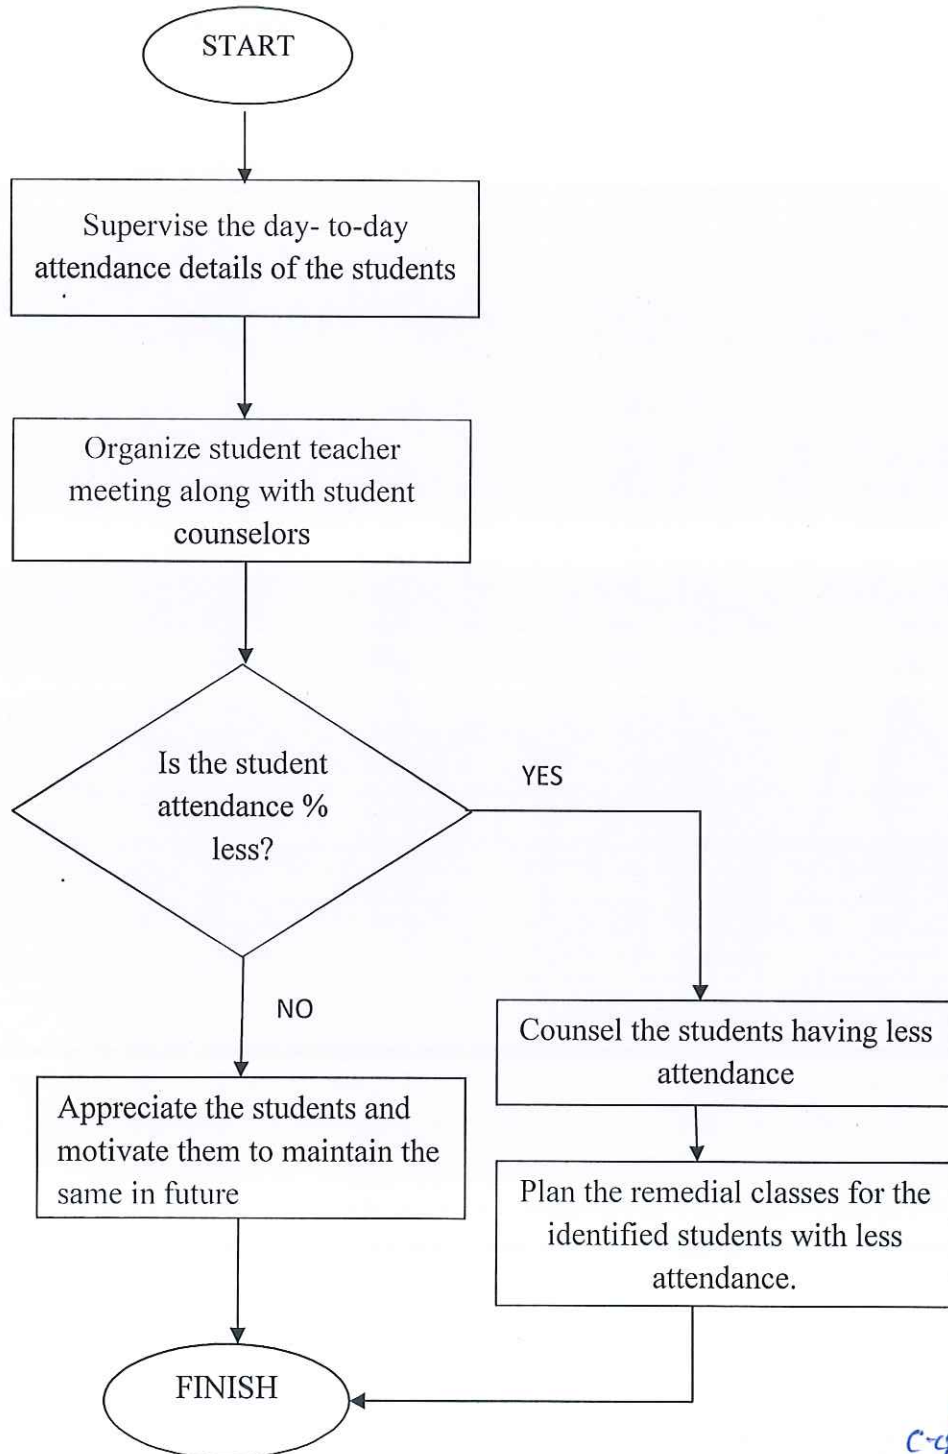 START
Supervise the day- to-day
attendance details of the students
Organize student teacher
meeting along with student
counselors
Is the student
attendance %
less?
YES
NO
Counsel the students having less
attendance
Appreciate the students and
motivate them to maintain the
same in future
Plan the remedial classes for the
identified students with less
attendance.
FINISH